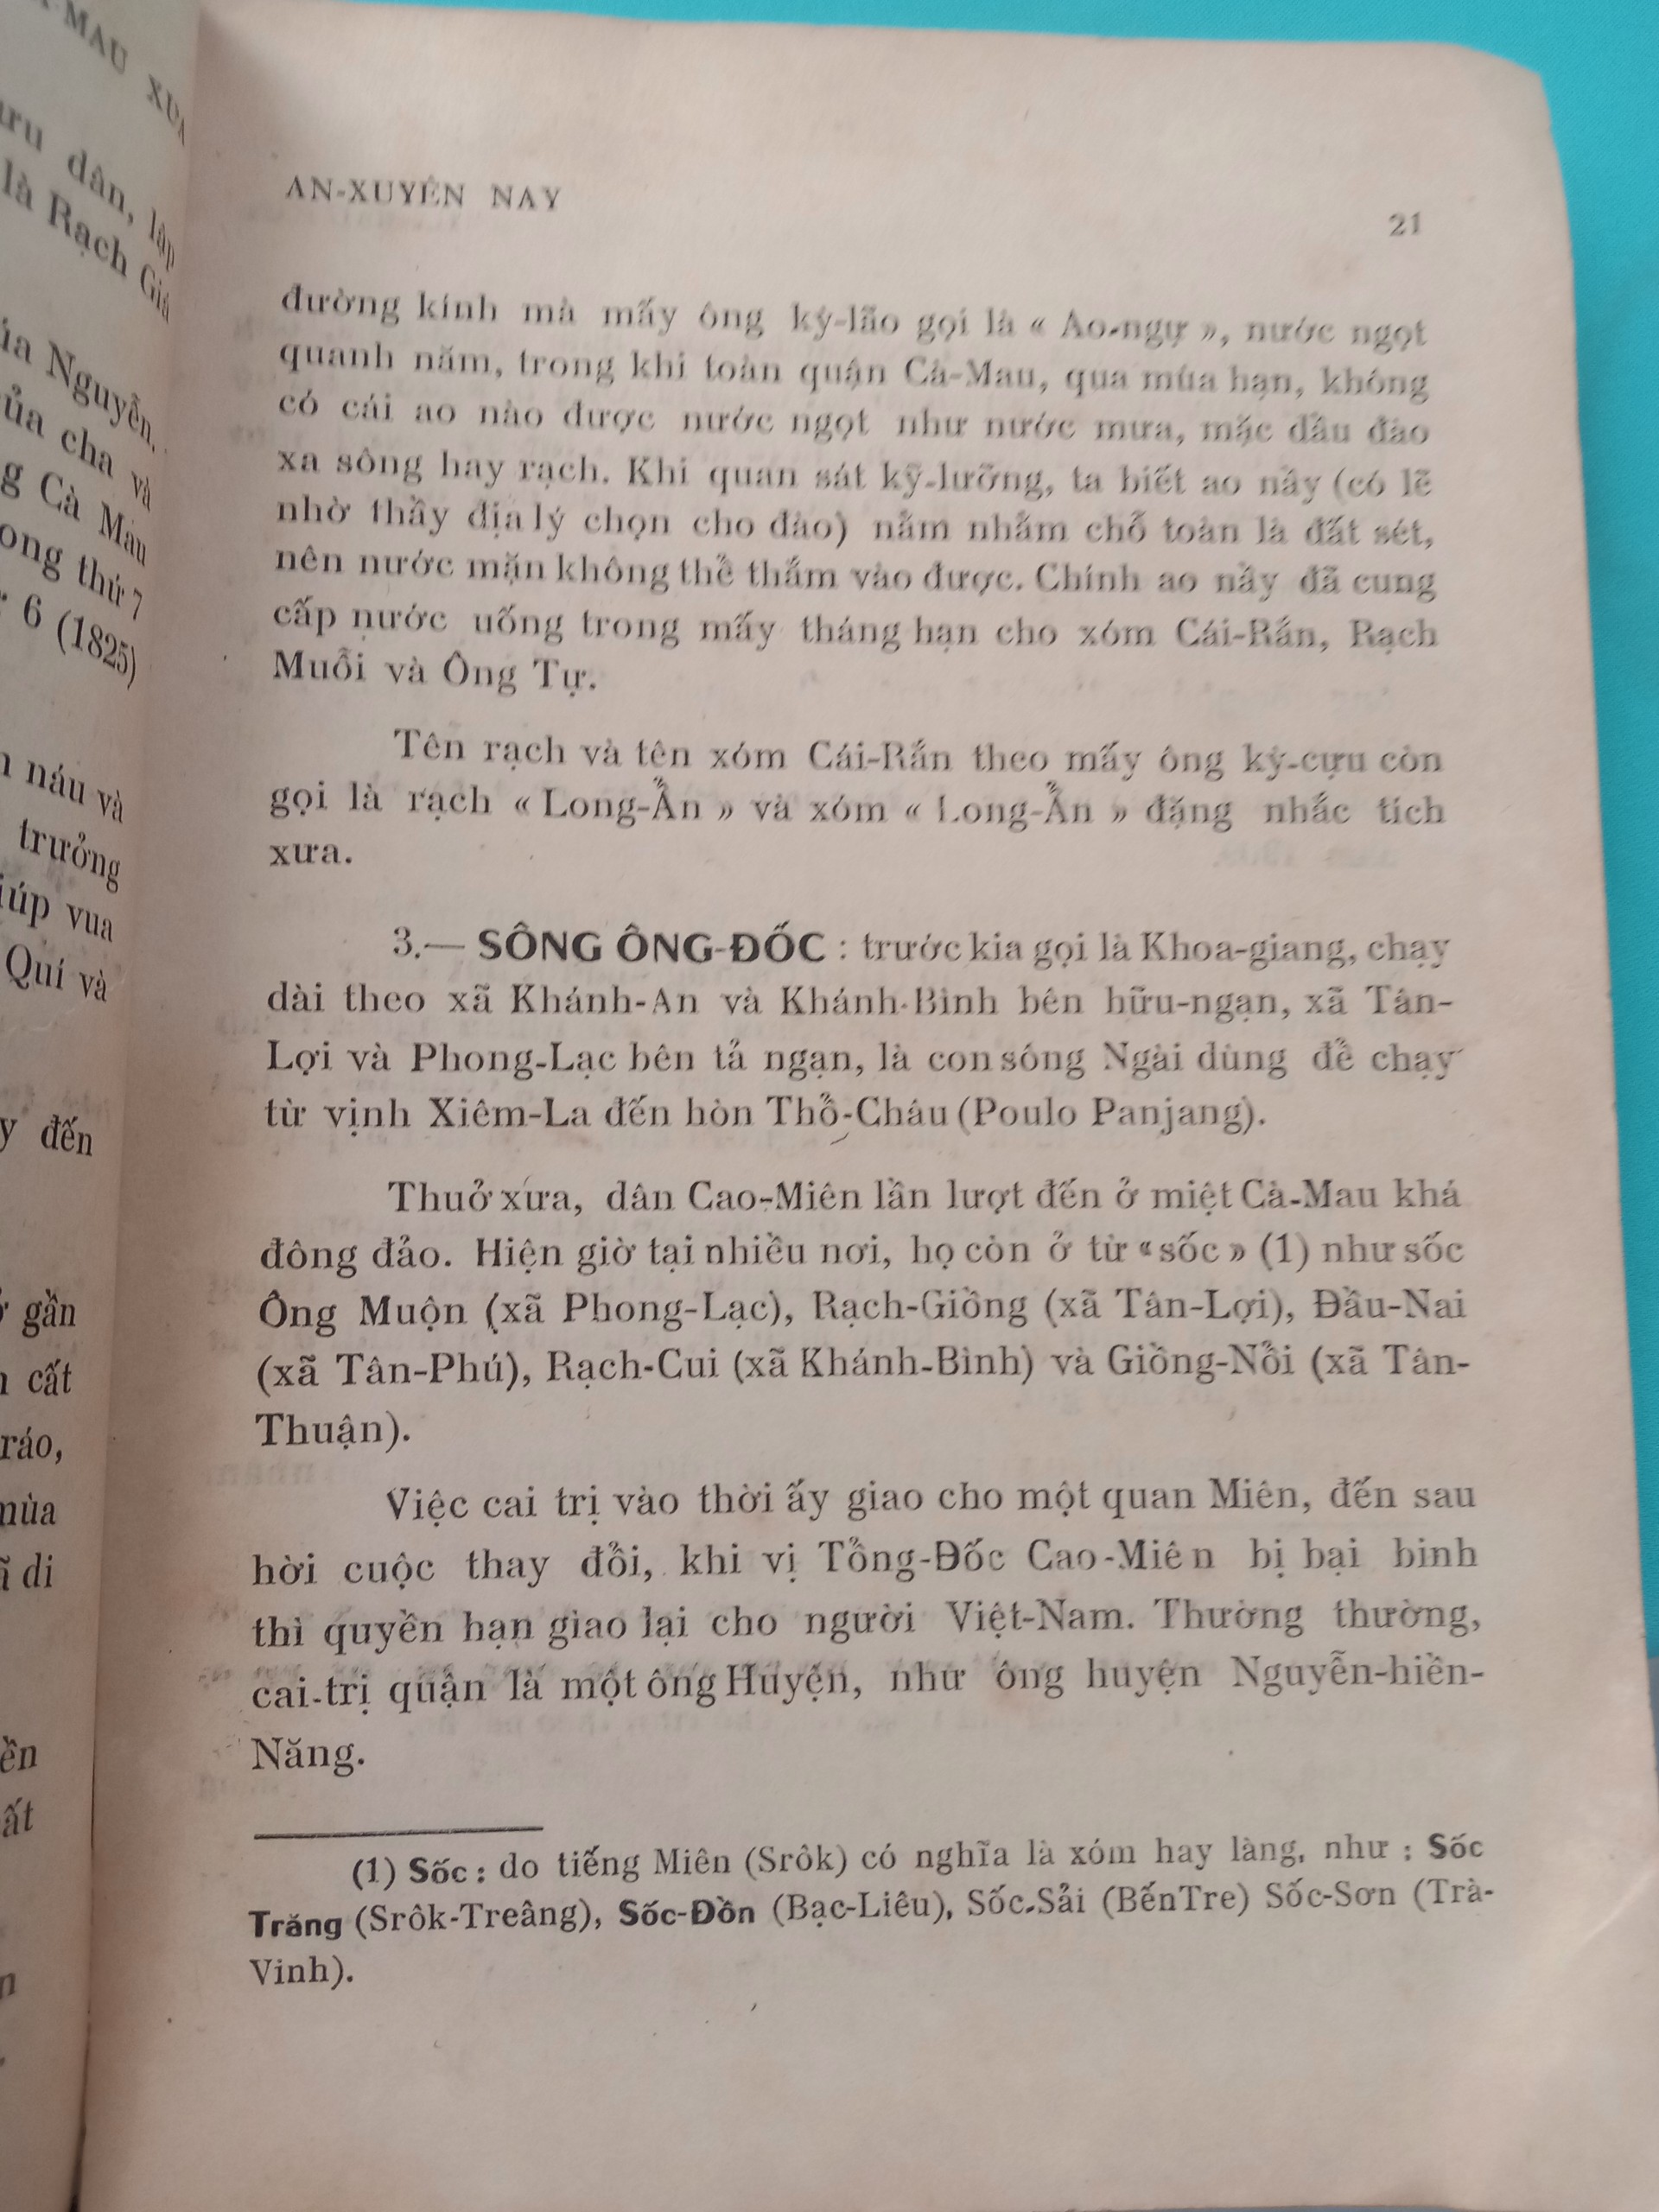 AN-XUYÊN NAY
21
đường kính mà mấy ông kỳ-lão gọi là « Ao-ngự », nước ngọt
quanh năm, trong khi toàn quận Cà-Mau, qua mùa hạn, không
có cái ao nào được nước ngọt như nước mưa, mặc dầu đào
xa sông hay rạch. Khi quan sát kỹ-lưỡng, ta biết ao nầy (có lẽ
nhờ thầy địa lý chọn cho đào) nằm nhằm chỗ toàn là đất sét,
nên nước mặn không thể thấm vào được. Chính ao nầy đã cung
cấp nước uống trong mấy tháng hạn cho xóm Cái-Rắn, Rạch
Muỗi và Ông Tự.
Tên rạch và tên xóm Cái-Rắn theo mấy ông kỳ-cựu còn
gọi là rạch « Long-Ẩn » và xóm « Long-Ẩn » đặng nhắc tích
xưa.
3.— SÔNG ÔNG-ĐỐC : trước kia gọi là Khoa-giang, chạy
dài theo xã Khánh-An và Khánh-Bình bên hữu-ngạn, xã Tân-
Lợi và Phong-Lạc bên tả ngạn, là con sông Ngài dùng để chạy
từ vịnh Xiêm-La đến hòn Thổ-Châu (Poulo Panjang).
Thuở xưa, dân Cao-Miên lần lượt đến ở miệt Cà-Mau khá
đông đảo. Hiện giờ tại nhiều nơi, họ còn ở từ « sốc » (1) như sốc
Ông Muộn (xã Phong-Lạc), Rạch-Giồng (xã Tân-Lợi), Đầu-Nai
(xã Tân-Phú), Rạch-Cui (xã Khánh-Bình) và Giồng-Nổi (xã Tân-
Thuận).
Việc cai trị vào thời ấy giao cho một quan Miên, đến sau
hời cuộc thay đổi, khi vị Tổng-Đốc Cao-Miên bị bại binh
thì quyền hạn giao lại cho người Việt-Nam. Thường thường,
cai-trị quận là một ông Huyện, như ông huyện Nguyễn-hiền-
Năng.
(1) Sốc : do tiếng Miên (Srôk) có nghĩa là xóm hay làng, như : Sốc
Trăng (Srôk-Treâng), Sốc-Đồn (Bạc-Liêu), Sốc-Sải (BếnTre) Sốc-Sơn (Trà-
Vinh).